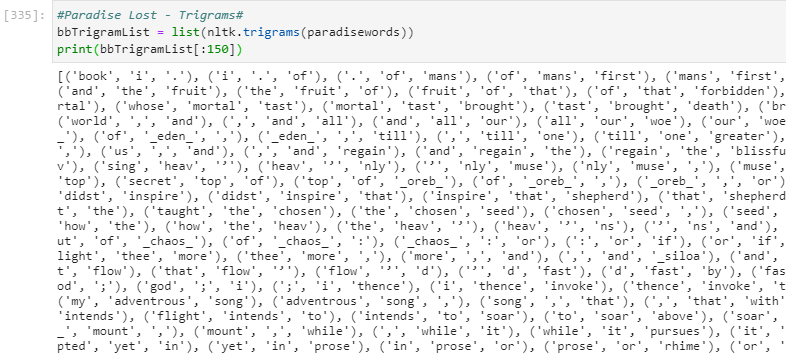 [335]: #Paradise Lost - Trigrams#
bbTrigramList = list(nltk.trigrams(paradisewords))
print(bbTrigramList[:150])
[('book', 'i', '.'), ('i', '.', 'of'), ('.', 'of', 'mans'), ('of', 'mans', 'first'), ('mans', 'first',
('and', 'the', 'fruit'), ('the', 'fruit', 'of'), ('fruit', 'of', 'that'), ('of', 'that', 'forbidden'),
rtal'), ('whose', 'mortal', 'tast'), ('mortal', 'tast', 'brought'), ('tast', 'brought', 'death'), ('br
('world', ',', 'and'), (',', 'and', 'all'), ('and', 'all', 'our'), ('all', 'our', 'woe'), ('our', 'woe
_'), ('of', '_eden_', ','), ('_eden_', ',', 'till'), (',', 'till', 'one'), ('till', 'one', 'greater'),
','), ('us', ',', 'and'), (',', 'and', 'regain'), ('and', 'regain', 'the'), ('regain', 'the', 'blissfu
v'), ('sing', 'heav', '’'), ('heav', '’', 'nly'), ('’', 'nly', 'muse'), ('nly', 'muse', ','), ('muse',
'top'), ('secret', 'top', 'of'), ('top', 'of', '_oreb_'), ('of', '_oreb_', ','), ('_oreb_', ',', 'or')
'didst', 'inspire'), ('didst', 'inspire', 'that'), ('inspire', 'that', 'shepherd'), ('that', 'shepherd
t', 'the'), ('taught', 'the', 'chosen'), ('the', 'chosen', 'seed'), ('chosen', 'seed', ','), ('seed',
'how', 'the'), ('how', 'the', 'heav'), ('the', 'heav', '’'), ('heav', '’', 'ns'), ('’', 'ns', 'and'),
ut', 'of', '_chaos_'), ('of', '_chaos_', ':'), ('_chaos_', ':', 'or'), (':', 'or', 'if'), ('or', 'if',
light', 'thee', 'more'), ('thee', 'more', ','), ('more', ',', 'and'), (',', 'and', '_siloa'), ('and',
t', 'flow'), ('that', 'flow', '’'), ('flow', '’', 'd'), ('’', 'd', 'fast'), ('d', 'fast', 'by'), ('fas
od', ';'), ('god', ';', 'i'), (';', 'i', 'thence'), ('i', 'thence', 'invoke'), ('thence', 'invoke', 't
('my', 'adventrous', 'song'), ('adventrous', 'song', ','), ('song', ',', 'that'), (',', 'that', 'with'
'intends'), ('flight', 'intends', 'to'), ('intends', 'to', 'soar'), ('to', 'soar', 'above'), ('soar',
_', 'mount', ','), ('mount', ',', 'while'), (',', 'while', 'it'), ('while', 'it', 'pursues'), ('it', '
pted', 'yet', 'in'), ('yet', 'in', 'prose'), ('in', 'prose', 'or'), ('prose', 'or', 'rhime'), ('or', '